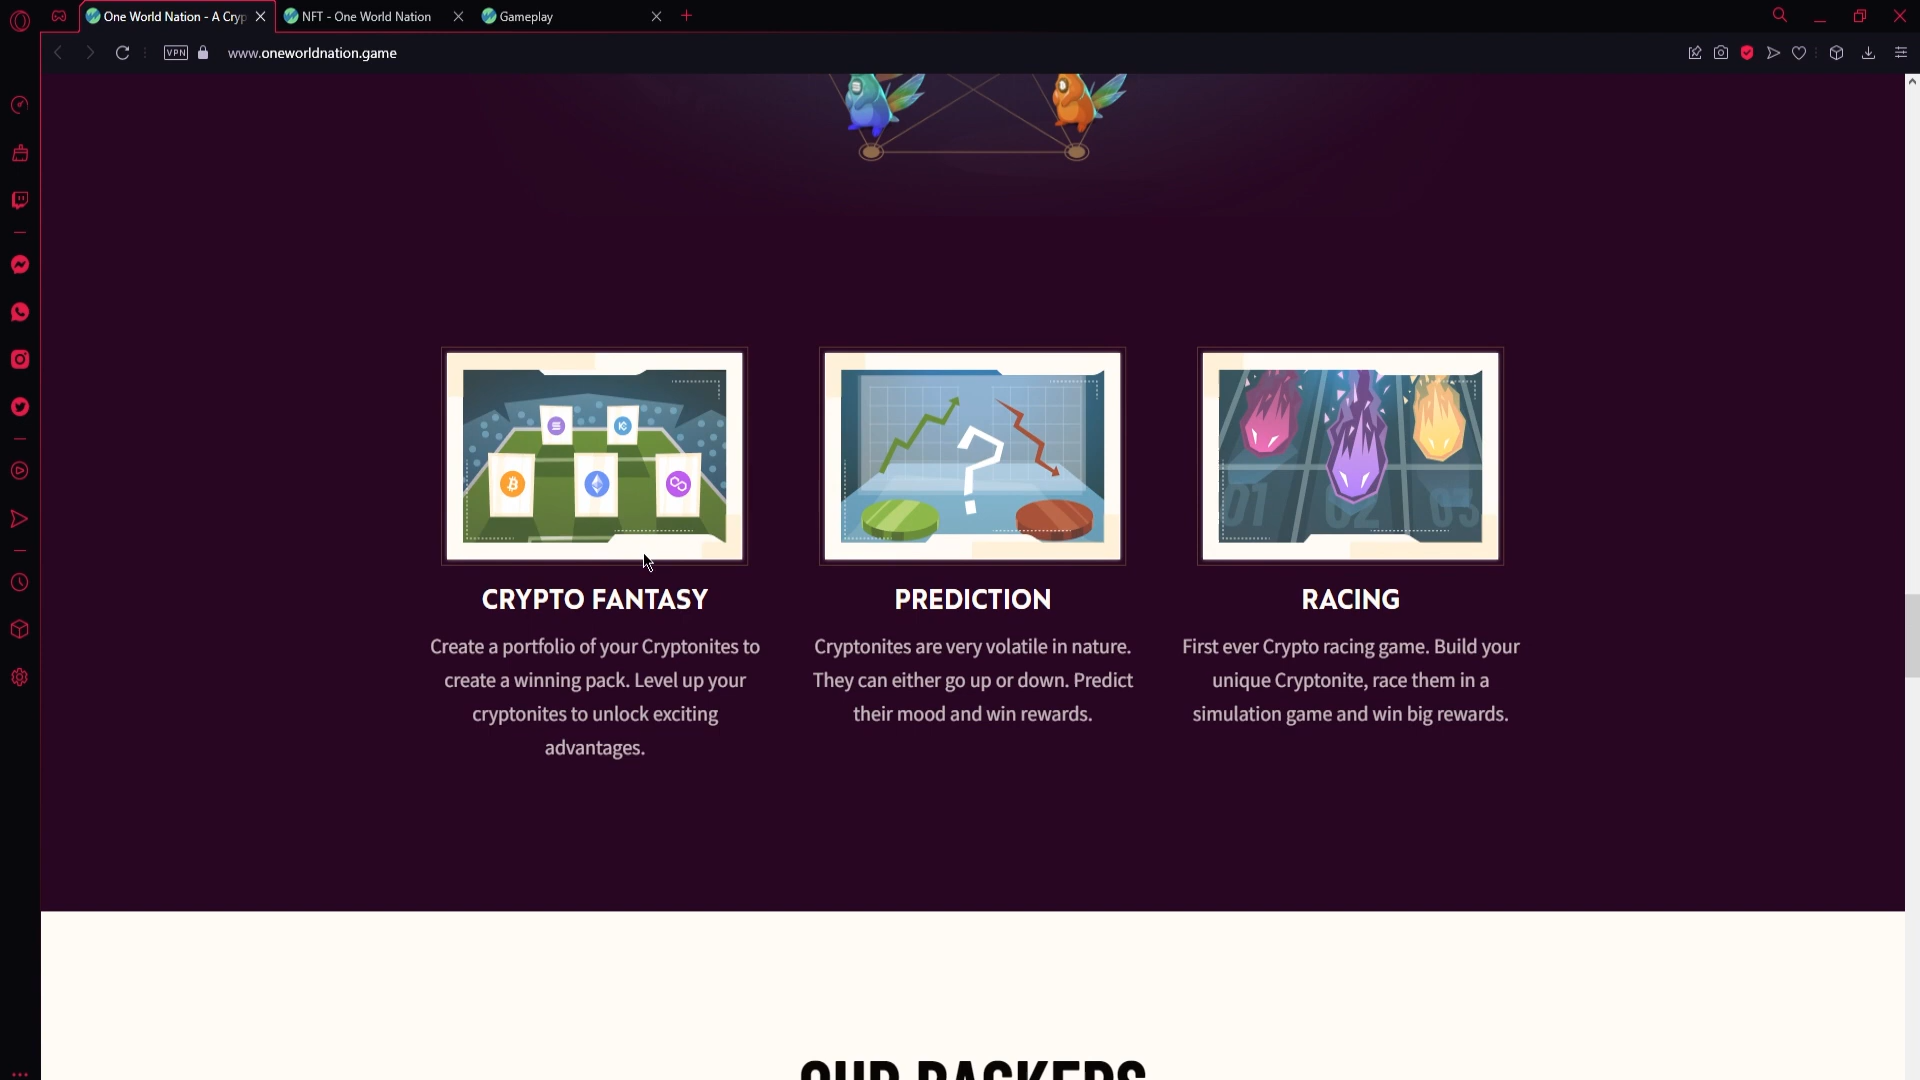 One World Nation - A Cryp
NFT - One World Nation
Gameplay
VPN
www.oneworldnation.game
01
02
03
CRYPTO FANTASY
PREDICTION
RACING
Create a portfolio of your Cryptonites to
create a winning pack. Level up your
cryptonites to unlock exciting
advantages.
Cryptonites are very volatile in nature.
They can either go up or down. Predict
their mood and win rewards.
First ever Crypto racing game. Build your
unique Cryptonite, race them in a
simulation game and win big rewards.
OUR BACKERS